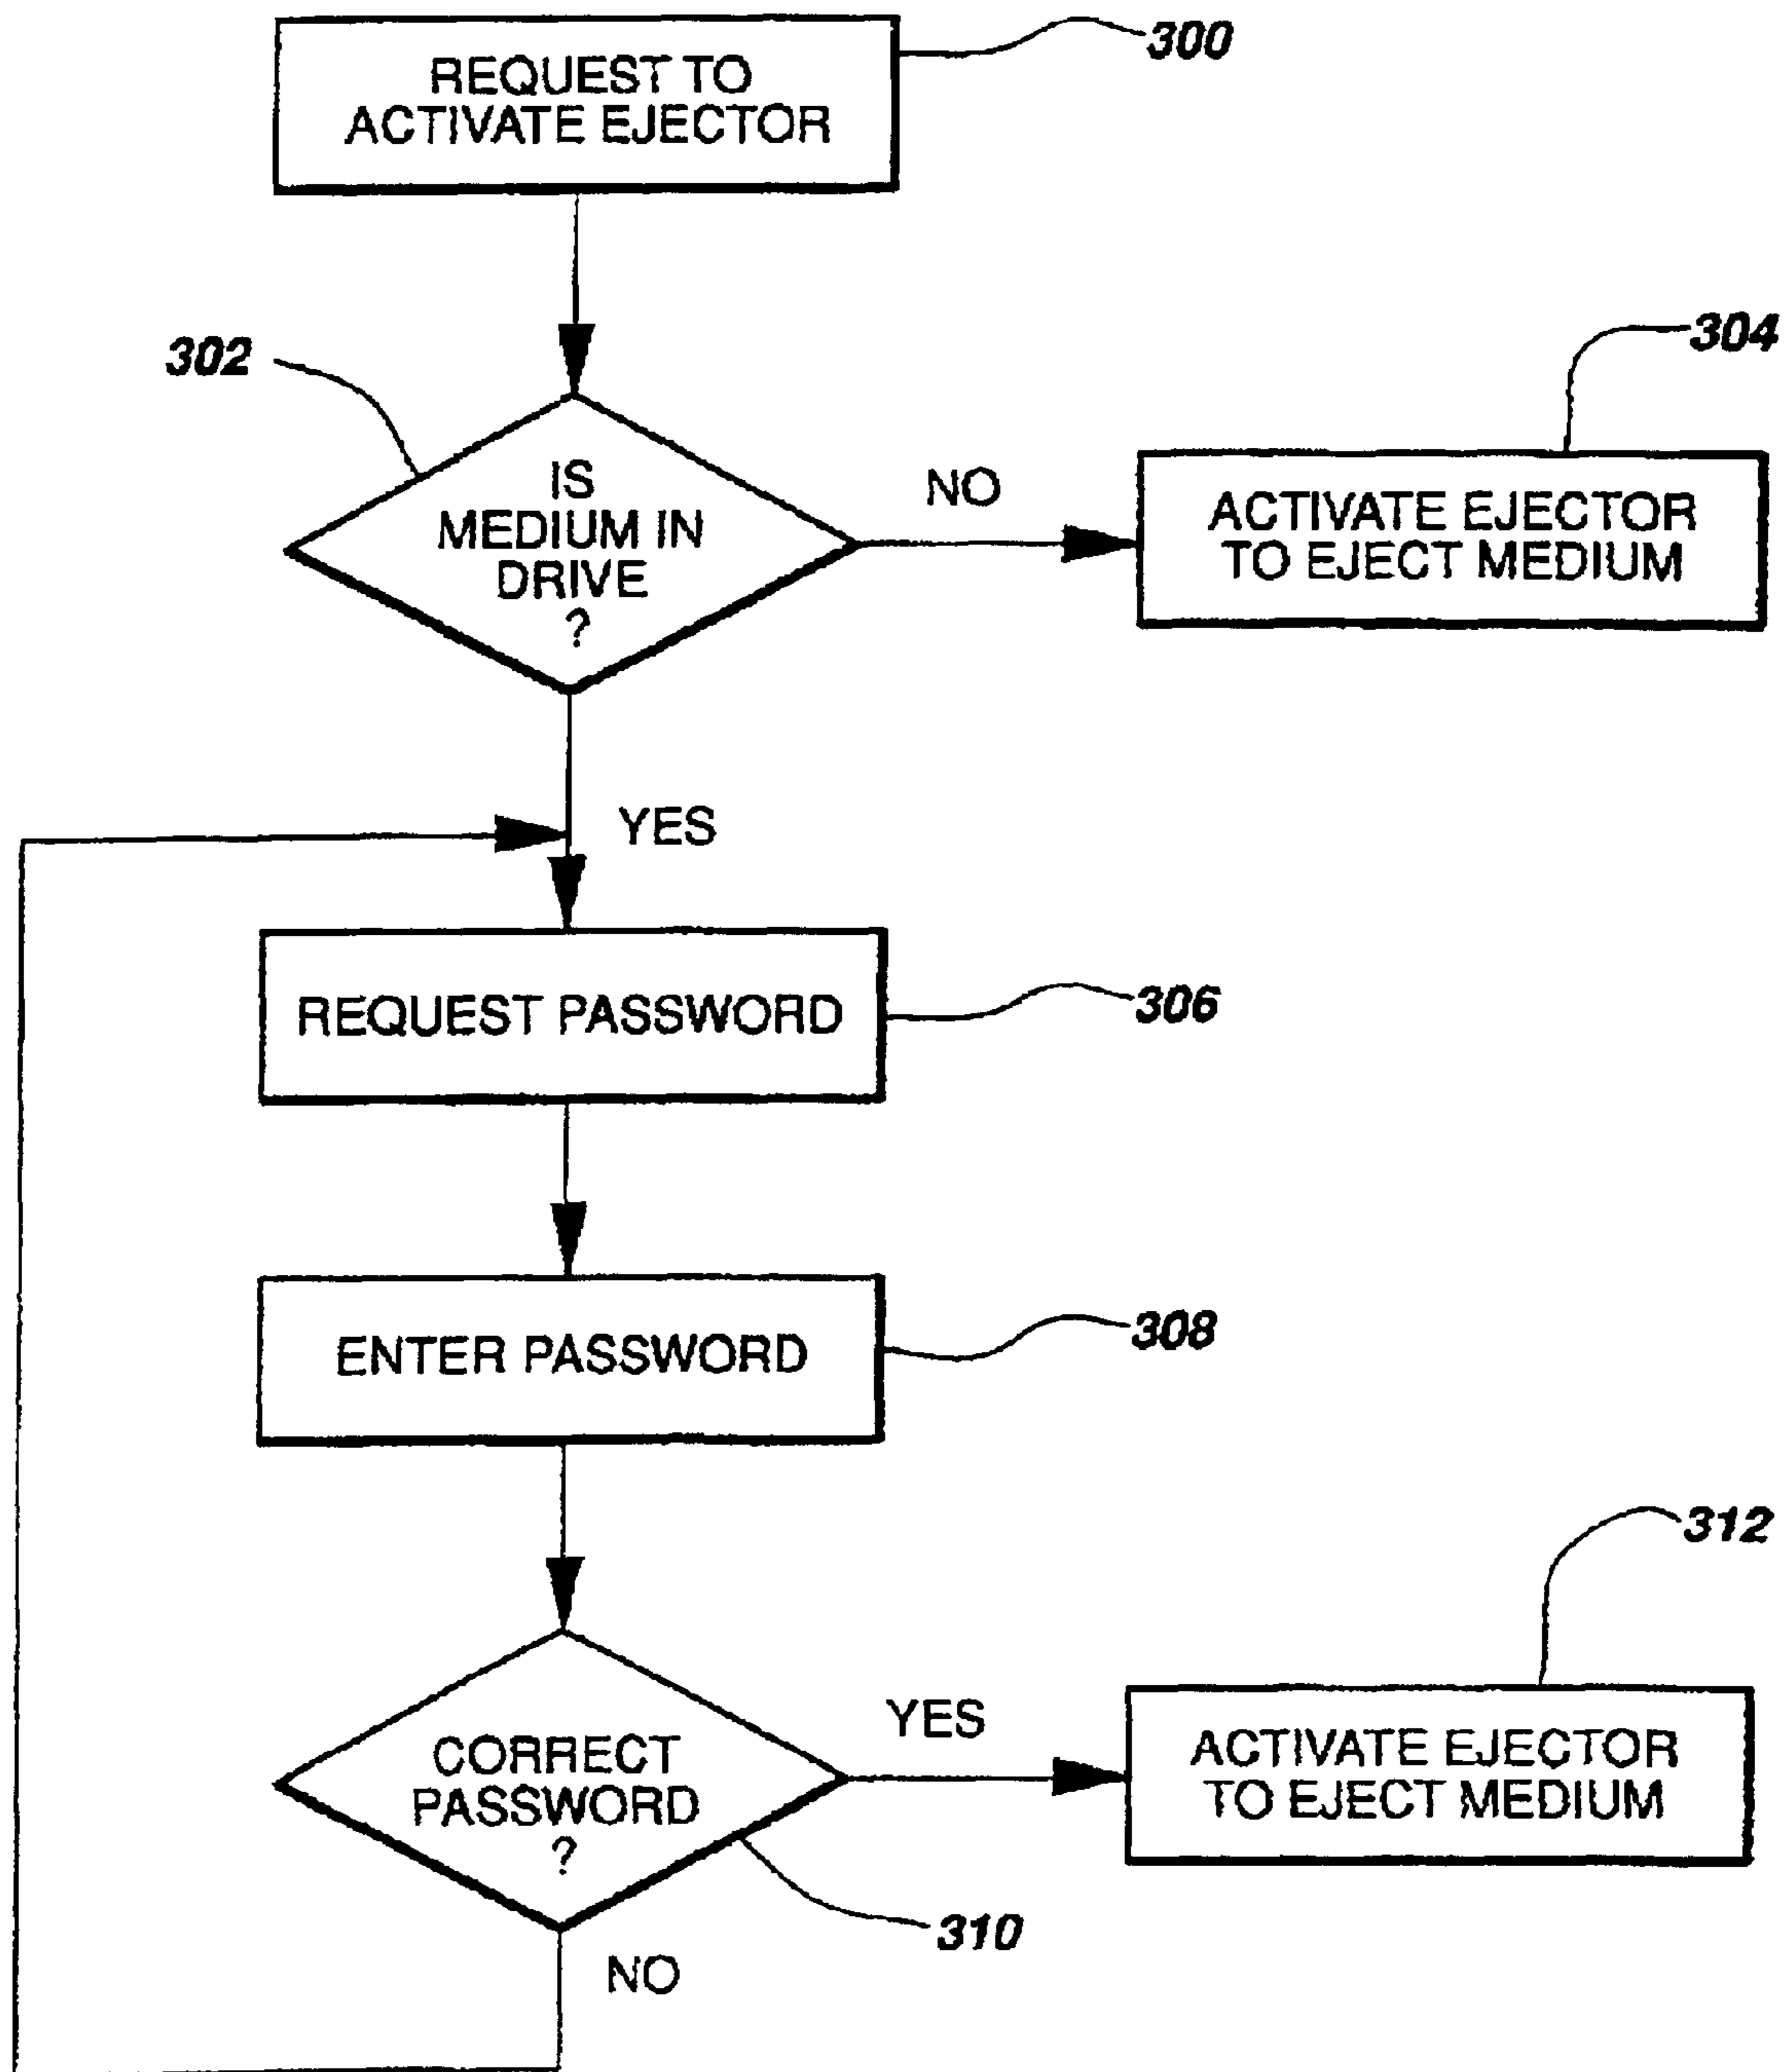 REQUEST TO
ACTIVATE EJECTOR
300
302
IS
MEDIUM IN
DRIVE
?
NO
304
ACTIVATE EJECTOR
TO EJECT MEDIUM
YES
REQUEST PASSWORD
306
ENTER PASSWORD
308
CORRECT
PASSWORD
?
YES
312
ACTIVATE EJECTOR
TO EJECT MEDIUM
310
NO